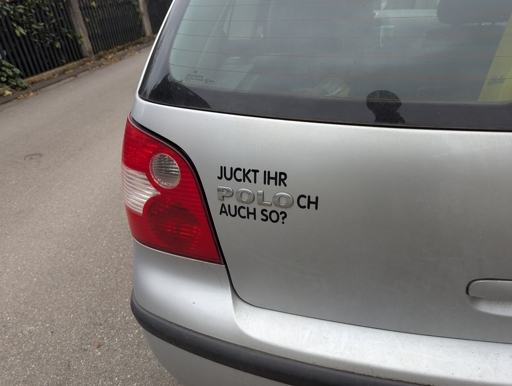 JUCKT IHR
POLOCH
AUCH SO?